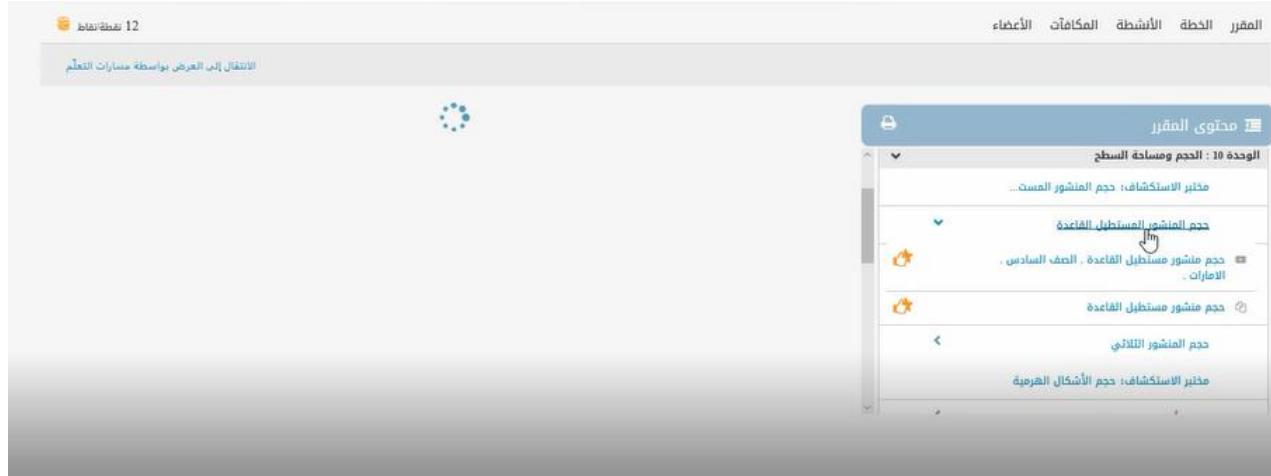 المقرر الخطة الأنشطة المكافآت الأعضاء
12 نقطة/نقاط
الانتقال إلى العرض بواسطة مسارات التعلّم
محتوى المقرر
الوحدة 10 : الحجم ومساحة السطح
مختبر الاستكشاف: حجم المنشور المست...
حجم المنشور المستطيل القاعدة
حجم منشور مستطيل القاعدة . الصف السادس .
الامارات .
حجم منشور مستطيل القاعدة
حجم المنشور الثلاثي
مختبر الاستكشاف: حجم الأشكال الهرمية